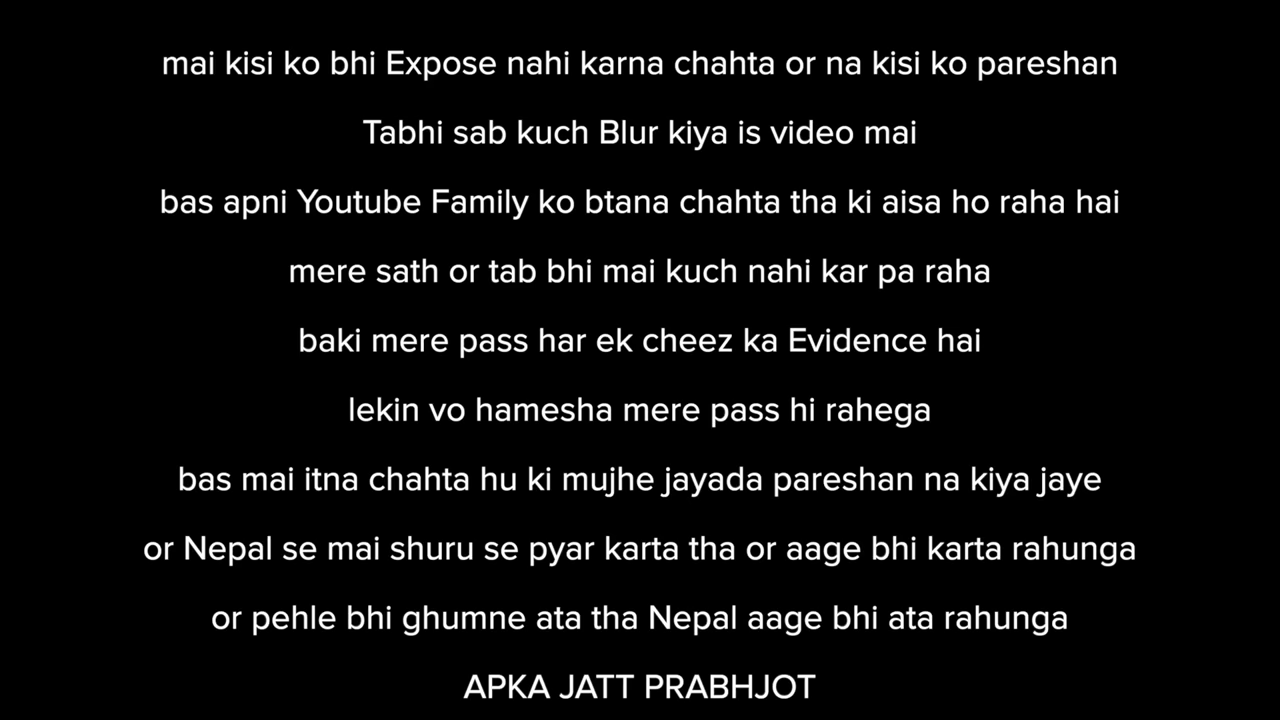 mai kisi ko bhi Expose nahi karna chahta or na kisi ko pareshan
Tabhi sab kuch Blur kiya is video mai
bas apni Youtube Family ko btana chahta tha ki aisa ho raha hai
mere sath or tab bhi mai kuch nahi kar pa raha
baki mere pass har ek cheez ka Evidence hai
lekin vo hamesha mere pass hi rahega
bas mai itna chahta hu ki mujhe jayada pareshan na kiya jaye
or Nepal se mai shuru se pyar karta tha or aage bhi karta rahunga
or pehle bhi ghumne ata tha Nepal aage bhi ata rahunga
APKA JATT PRABHJOT